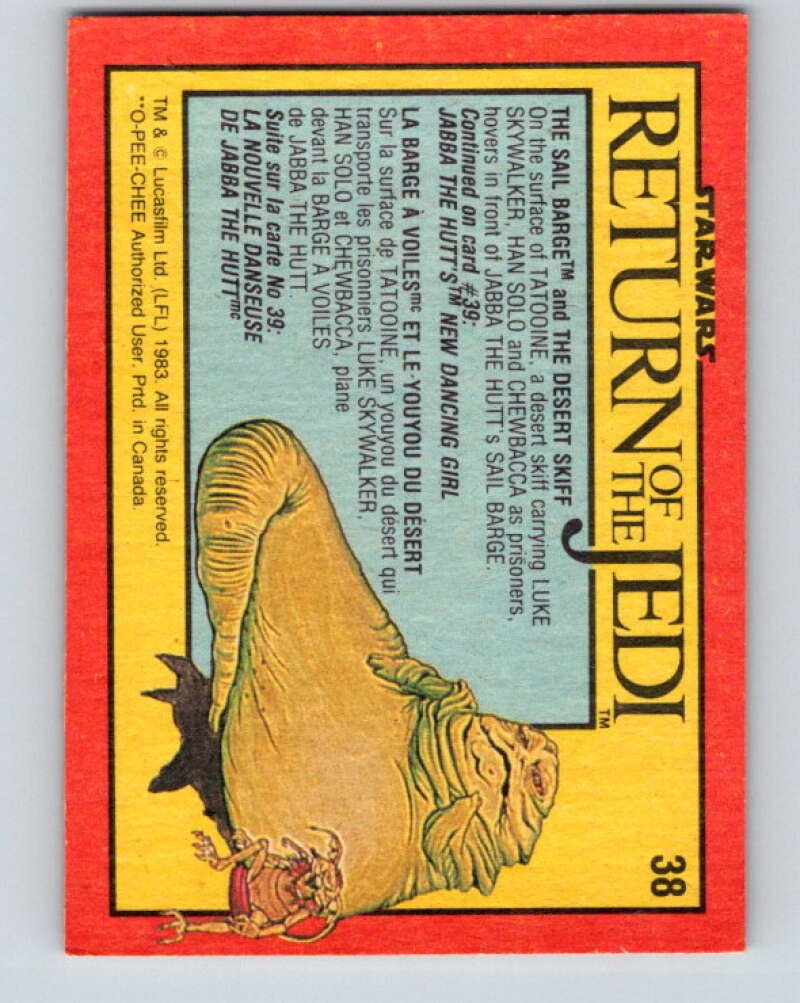 STAR WARS
RETURN OF THE JEDI™
38
THE SAIL BARGE™ and THE DESERT SKIFF
On the surface of TATOOINE, a desert skiff carrying LUKE
SKYWALKER, HAN SOLO and CHEWBACCA as prisoners,
hovers in front of JABBA THE HUTT's SAIL BARGE.
Continued on card #39:
JABBA THE HUTT'S™ NEW DANCING GIRL
LA BARGE À VOILESmc ET LE YOUYOU DU DÉSERT
Sur la surface de TATOOINE, un youyou du désert qui
transporte les prisonniers LUKE SKYWALKER,
HAN SOLO et CHEWBACCA, plane
devant la BARGE À VOILES
de JABBA THE HUTT.
Suite sur la carte No 39:
LA NOUVELLE DANSEUSE
DE JABBA THE HUTTmc
TM & © Lucasfilm Ltd. (LFL) 1983. All rights reserved.
**O-PEE-CHEE Authorized User. Prtd. in Canada.